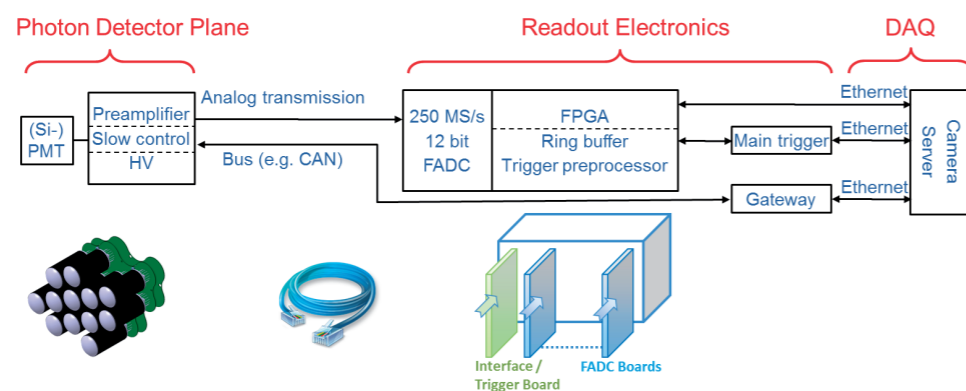 Photon Detector Plane
Readout Electronics
DAQ
(Si-)
PMT
Preamplifier
Slow control
HV
Analog transmission
Bus (e.g. CAN)
250 MS/s
12 bit
FADC
FPGA
Ring buffer
Trigger preprocessor
Ethernet
Main trigger
Ethernet
Gateway
Ethernet
Camera
Server
Interface /
Trigger Board
FADC Boards